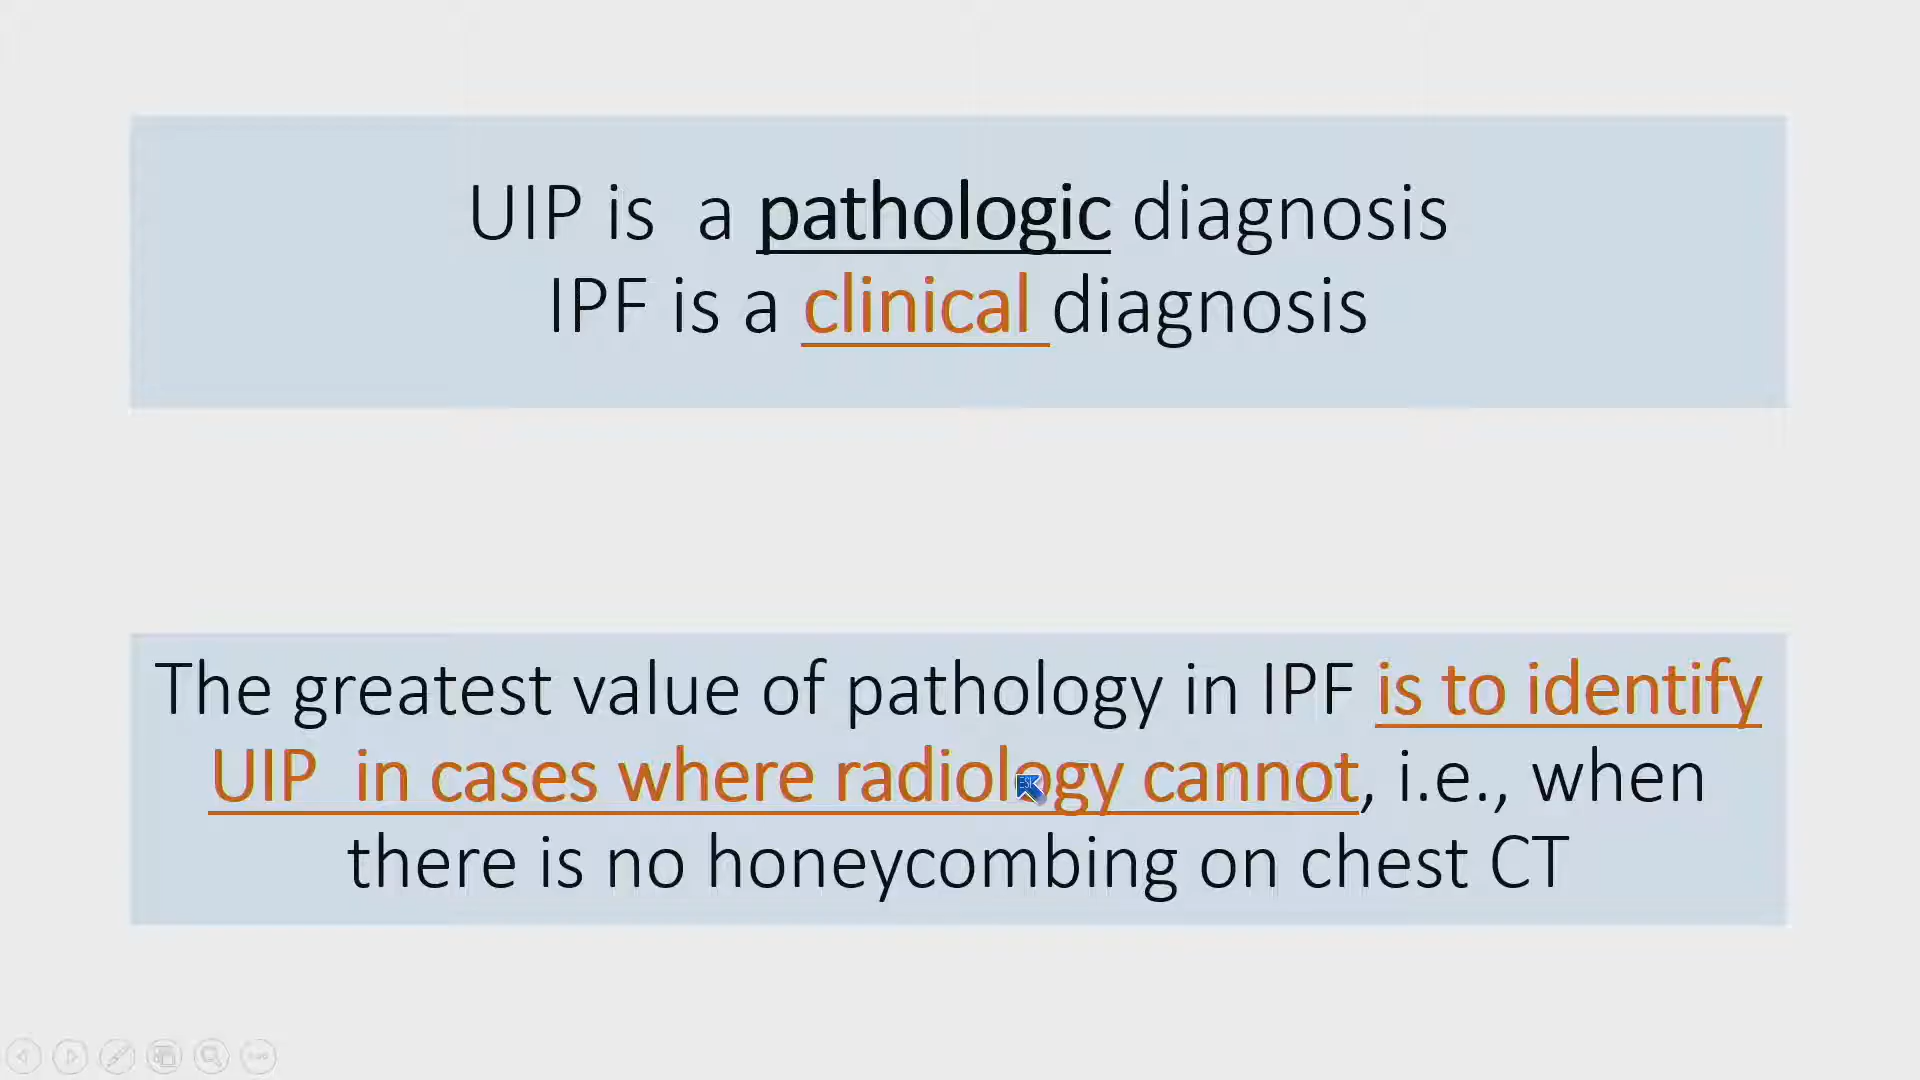 UIP is a pathologic diagnosis
IPF is a clinical diagnosis
The greatest value of pathology in IPF is to identify
UIP in cases where radiology cannot, i.e., when
there is no honeycombing on chest CT